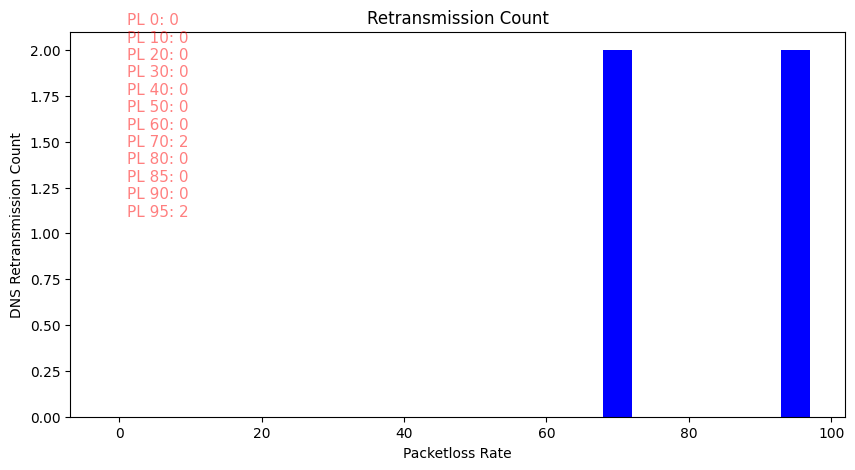 Retransmission Count
PL 0: 0
PL 10: 0
PL 20: 0
PL 30: 0
PL 40: 0
PL 50: 0
PL 60: 0
PL 70: 2
PL 80: 0
PL 85: 0
PL 90: 0
PL 95: 2
DNS Retransmission Count
2.00
1.75
1.50
1.25
1.00
0.75
0.50
0.25
0.00
0 20 40 60 80 100
Packetloss Rate